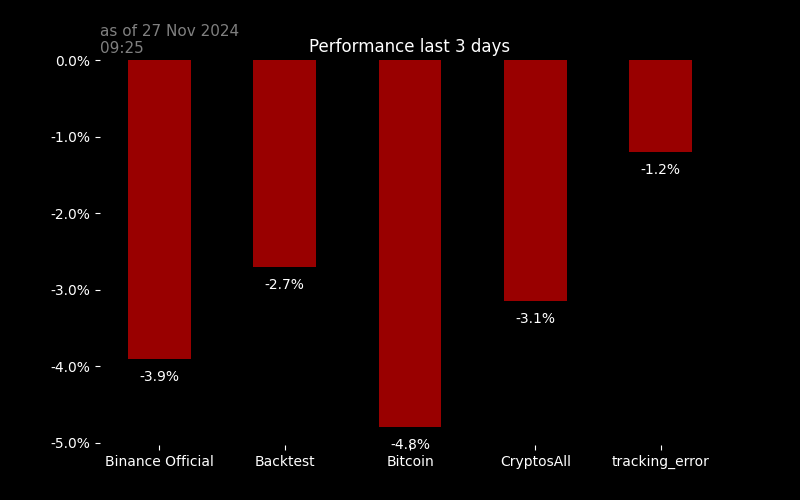 as of 27 Nov 2024
09:25
Performance last 3 days
0.0%
-1.0%
-2.0%
-3.0%
-4.0%
-5.0%
-3.9%
-2.7%
-4.8%
-3.1%
-1.2%
Binance Official
Backtest
Bitcoin
CryptosAll
tracking_error